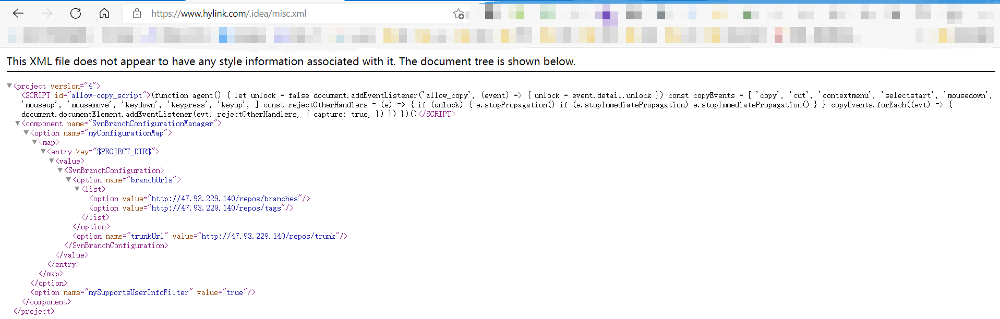 https://www.hylink.com/.idea/misc.xml
This XML file does not appear to have any style information associated with it. The document tree is shown below.
▼<project version="4">
<SCRIPT id="allow-copy_script">(function agent() { let unlock = false document.addEventListener('allow_copy', (event) => { unlock = event.detail.unlock }) const copyEvents = [ 'copy', 'cut', 'contextmenu', 'selectstart', 'mousedown',
'mouseup', 'mousemove', 'keydown', 'keypress', 'keyup', ] const rejectOtherHandlers = (e) => { if (unlock) { e.stopPropagation() if (e.stopImmediatePropagation) e.stopImmediatePropagation() } } copyEvents.forEach((evt) => {
document.documentElement.addEventListener(evt, rejectOtherHandlers, { capture: true, }) }) })()</SCRIPT>
▼<component name="SvnBranchConfigurationManager">
▼<option name="myConfigurationMap">
▼<map>
▼<entry key="$PROJECT_DIR$">
▼<value>
▼<SvnBranchConfiguration>
▼<option name="branchUrls">
▼<list>
<option value="http://47.93.229.140/repos/branches"/>
<option value="http://47.93.229.140/repos/tags"/>
</list>
</option>
<option name="trunkUrl" value="http://47.93.229.140/repos/trunk"/>
</SvnBranchConfiguration>
</value>
</entry>
</map>
</option>
<option name="mySupportsUserInfoFilter" value="true"/>
</component>
</project>